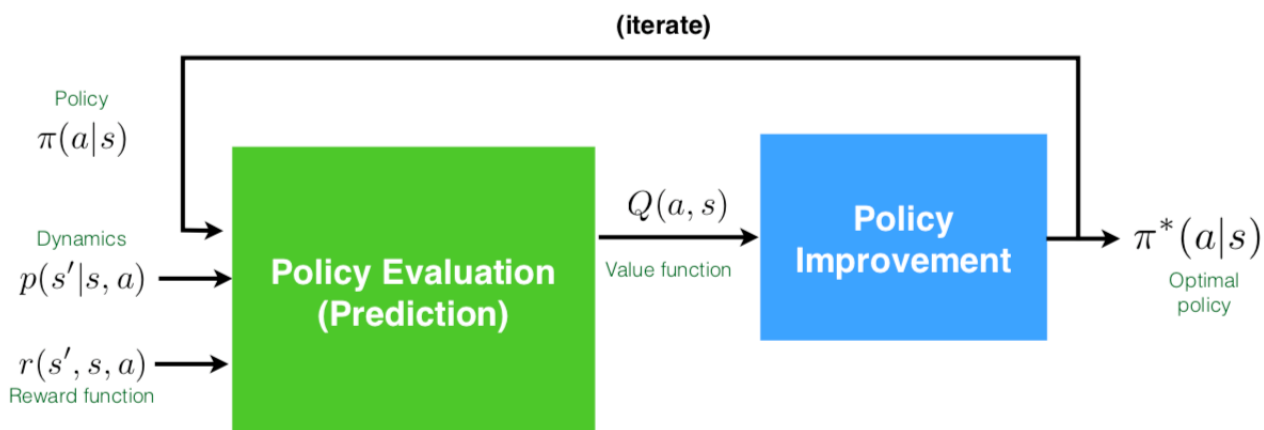 (iterate)
Policy
π(a|s)
Dynamics
p(s′|s, a)
r(s′, s, a)
Reward function
Policy Evaluation
(Prediction)
Q(a, s)
Value function
Policy
Improvement
π*(a|s)
Optimal
policy